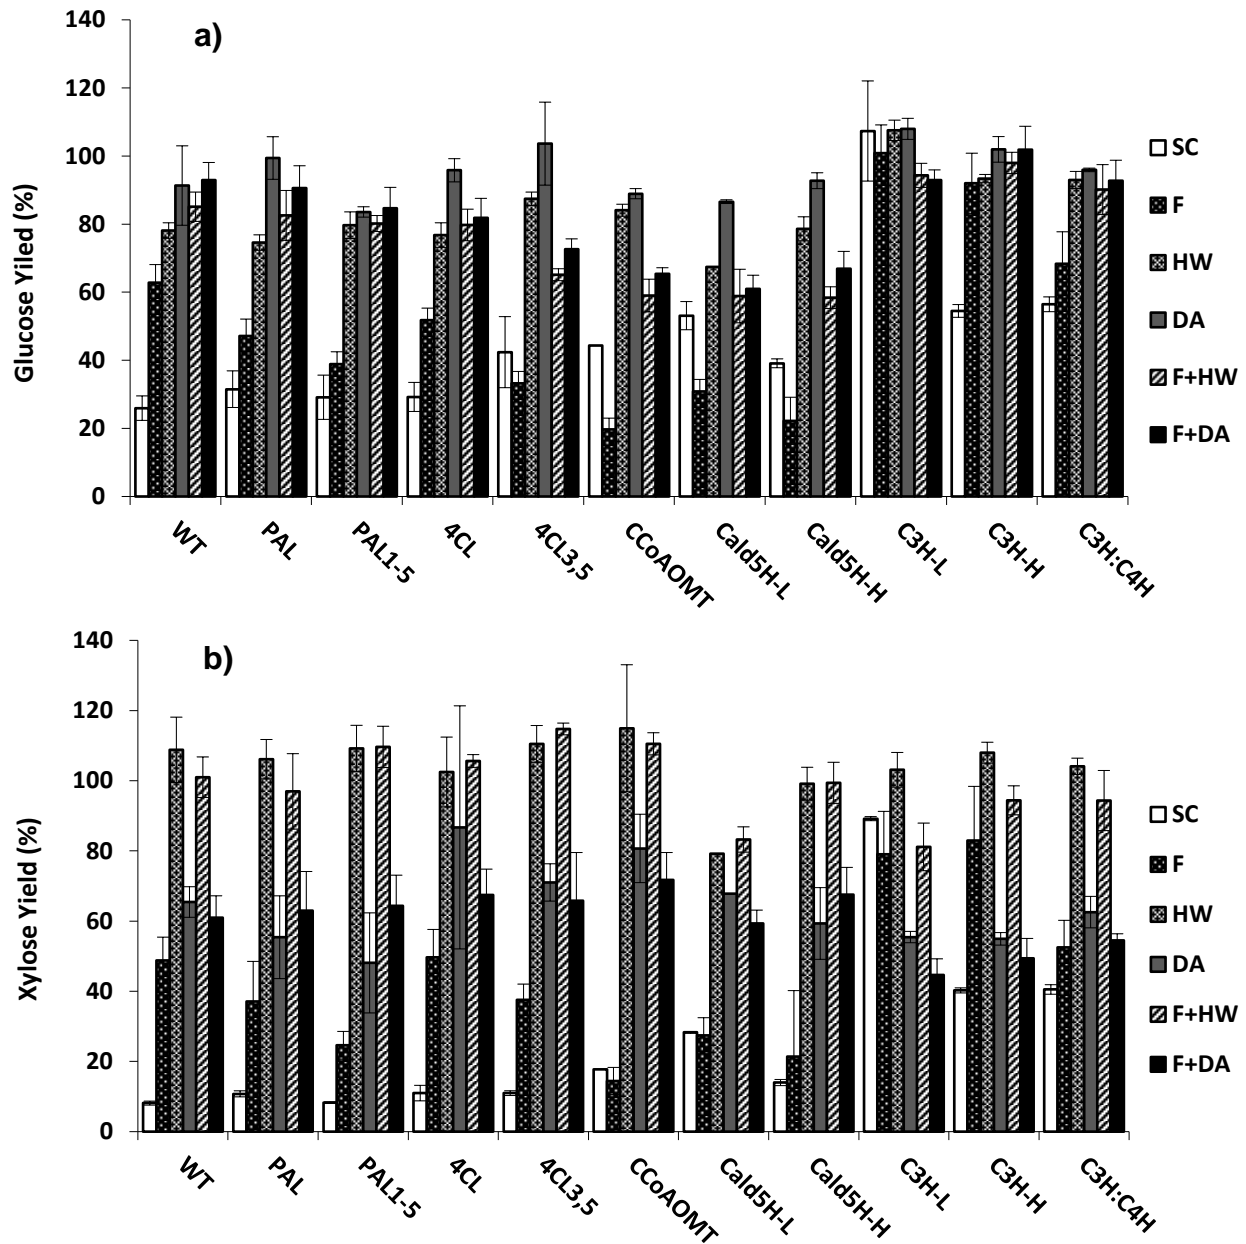 a)
Glucose Yiled (%)
140
120
100
80
60
40
20
0
WT
PAL
PAL1-5
4CL
4CL3,5
CCoAOMT
Cald5H-L
Cald5H-H
C3H-L
C3H-H
C3H:C4H
SC
F
HW
DA
F+HW
F+DA
b)
Xylose Yield (%)
140
120
100
80
60
40
20
0
WT
PAL
PAL1-5
4CL
4CL3,5
CCoAOMT
Cald5H-L
Cald5H-H
C3H-L
C3H-H
C3H:C4H
SC
F
HW
DA
F+HW
F+DA